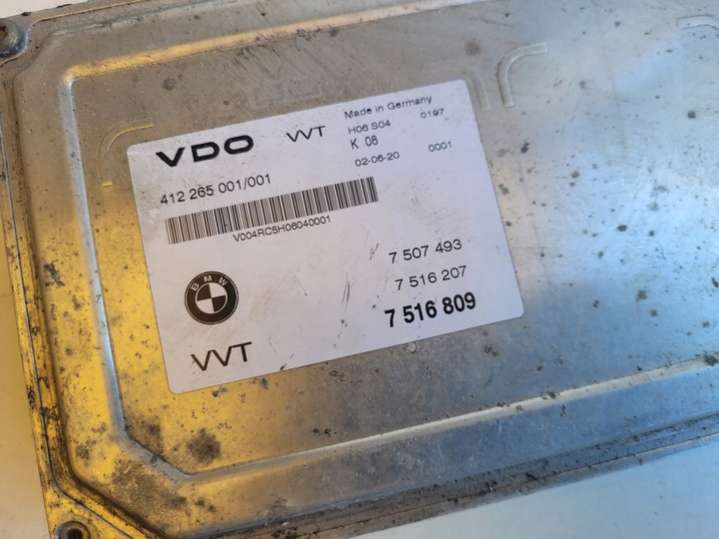 VDO VVT
Made in Germany
H06 S04 0197
K 08
02-06-20 0001
412 265 001/001
V004RC5H06040001
BMW
7 507 493
7 516 207
7 516 809
VVT